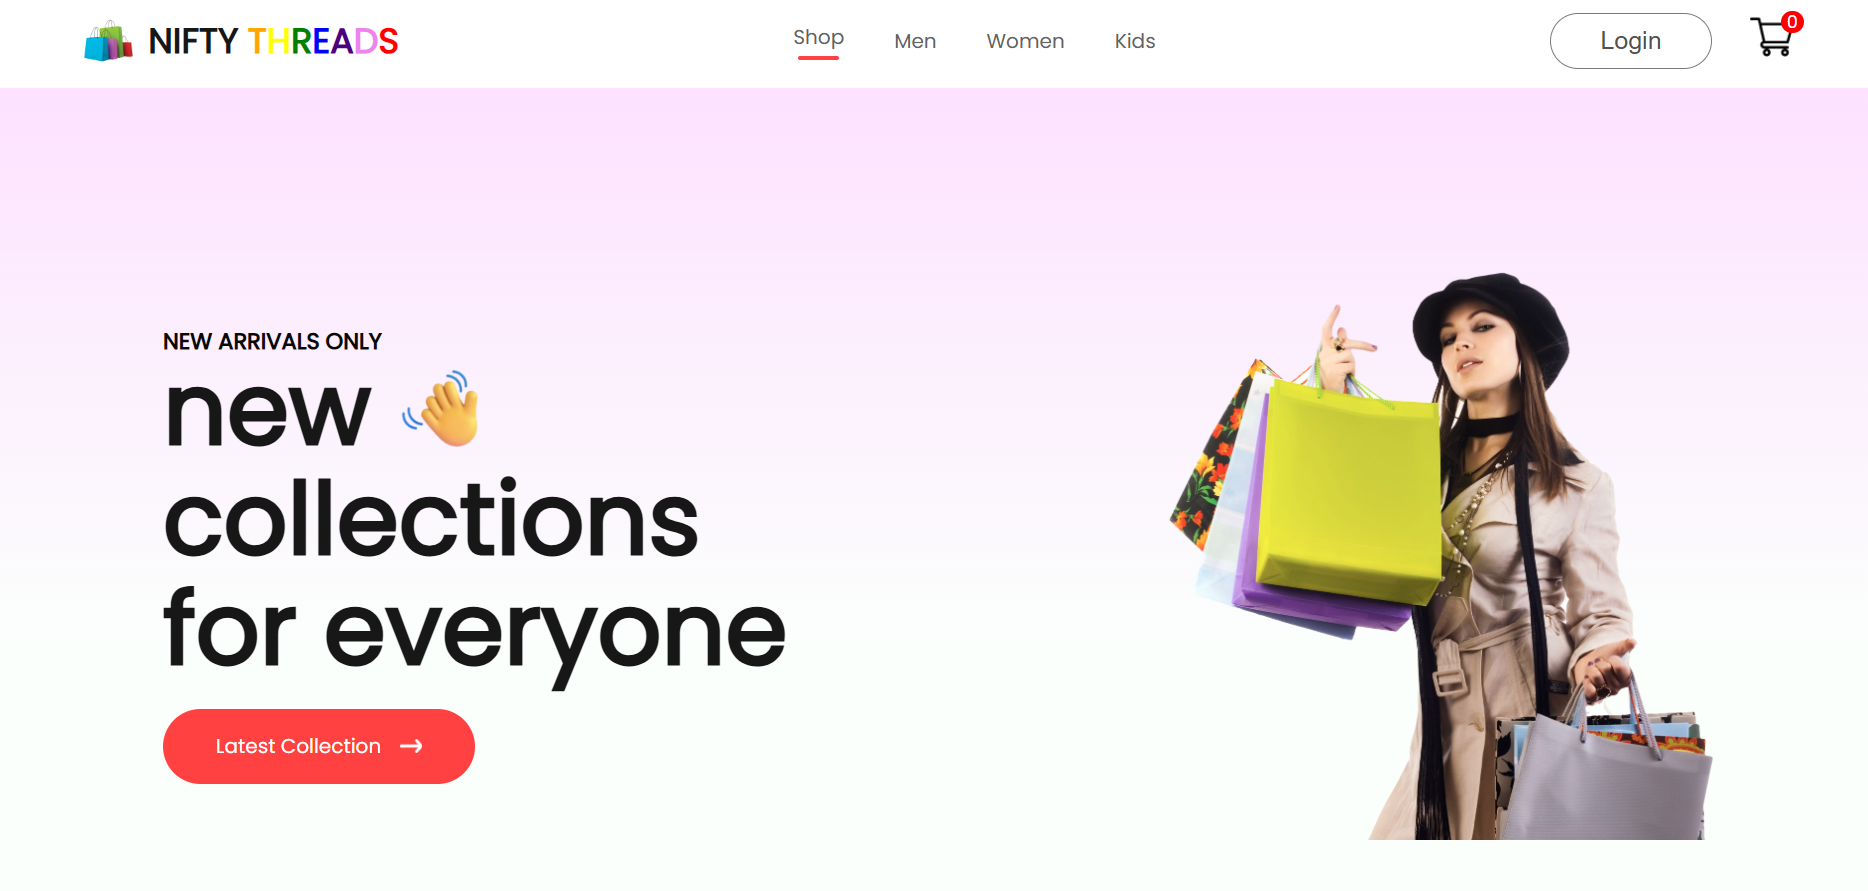 NIFTY THREADS
Shop
Men
Women
Kids
Login
0
NEW ARRIVALS ONLY
new
collections
for everyone
Latest Collection